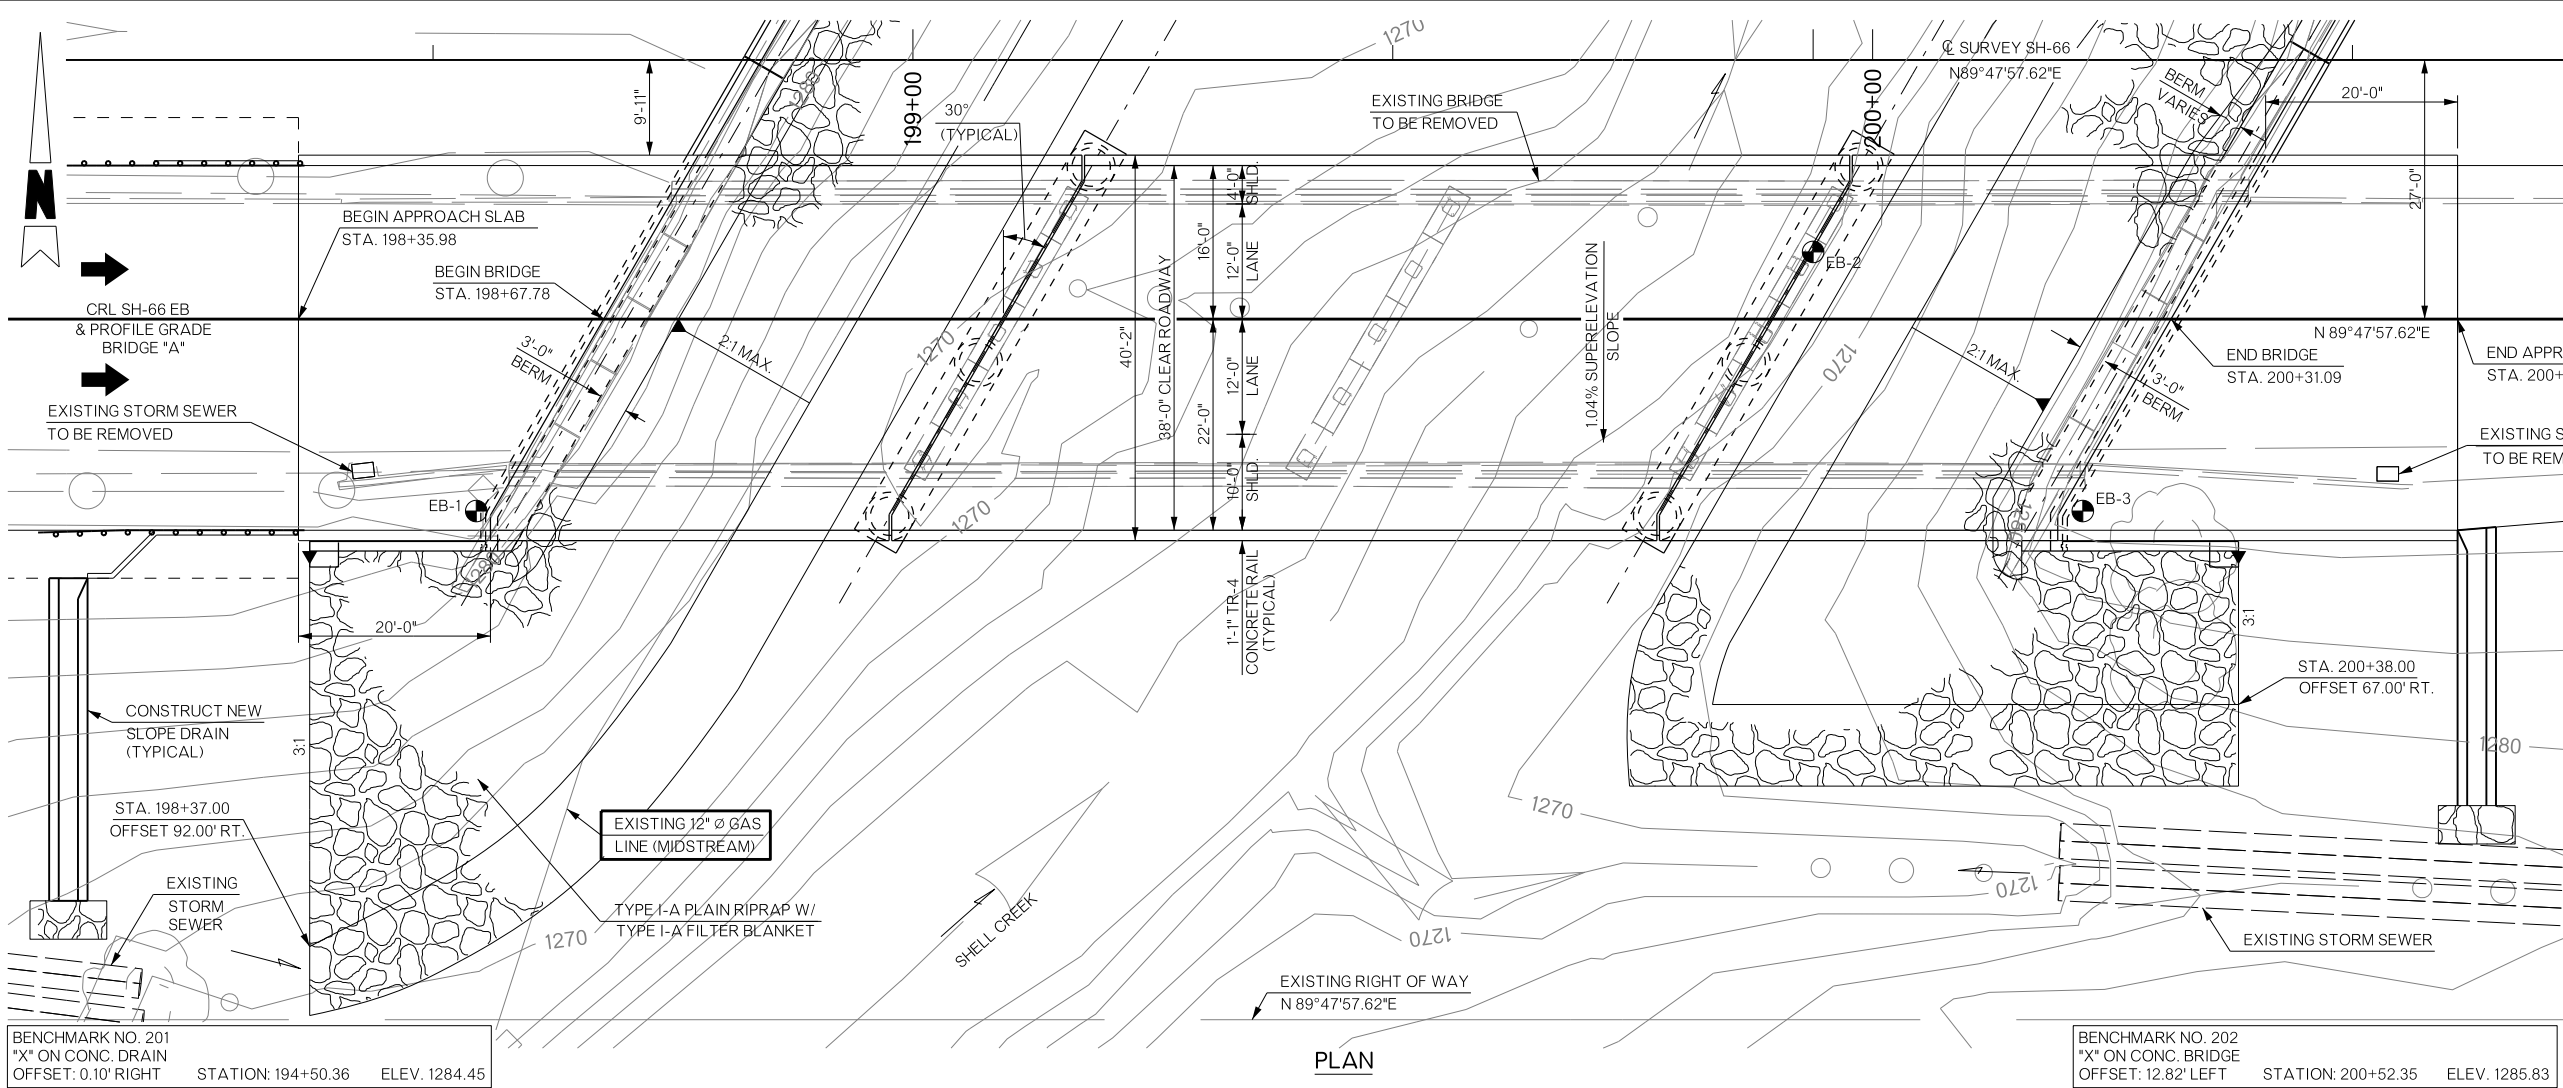 1270
℄ SURVEY SH-66
N89°47'57.62"E
199+00
200+00
9'-11"
1288
30°
(TYPICAL)
EXISTING BRIDGE
TO BE REMOVED
BERM
VARIES
20'-0"
27'-0"
N
BEGIN APPROACH SLAB
STA. 198+35.98
BEGIN BRIDGE
STA. 198+67.78
CRL SH-66 EB
& PROFILE GRADE
BRIDGE "A"
3'-0"
BERM
2:1 MAX.
EXISTING STORM SEWER
TO BE REMOVED
EB-1
1270
1270
40'-2"
38'-0" CLEAR ROADWAY
16'-0"
22'-0"
4'-0"
SHLD.
12'-0"
LANE
12'-0"
LANE
10'-0"
SHLD.
1'-1" TR-4
CONCRETE RAIL
(TYPICAL)
1.04% SUPERELEVATION
SLOPE
EB-2
1270
2:1 MAX.
3'-0"
BERM
N 89°47'57.62"E
END BRIDGE
STA. 200+31.09
END APPR
STA. 200+
EXISTING S
TO BE REM
EB-3
20'-0"
3:1
CONSTRUCT NEW
SLOPE DRAIN
(TYPICAL)
3:1
STA. 200+38.00
OFFSET 67.00' RT.
1280
STA. 198+37.00
OFFSET 92.00' RT.
EXISTING 12" Ø GAS
LINE (MIDSTREAM)
1270
EXISTING
STORM
SEWER
TYPE I-A PLAIN RIPRAP W/
TYPE I-A FILTER BLANKET
1270
SHELL CREEK
1270
1270
EXISTING STORM SEWER
EXISTING RIGHT OF WAY
N 89°47'57.62"E
BENCHMARK NO. 201
"X" ON CONC. DRAIN
OFFSET: 0.10' RIGHT STATION: 194+50.36 ELEV. 1284.45
PLAN
BENCHMARK NO. 202
"X" ON CONC. BRIDGE
OFFSET: 12.82' LEFT STATION: 200+52.35 ELEV. 1285.83